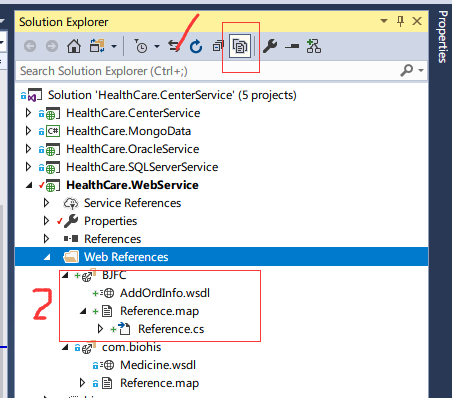 Solution Explorer
Properties
Search Solution Explorer (Ctrl+;)
Solution 'HealthCare.CenterService' (5 projects)
HealthCare.CenterService
C# HealthCare.MongoData
HealthCare.OracleService
HealthCare.SQLServerService
HealthCare.WebService
Service References
Properties
References
Web References
BJFC
AddOrdInfo.wsdl
Reference.map
Reference.cs
2
com.biohis
Medicine.wsdl
Reference.map